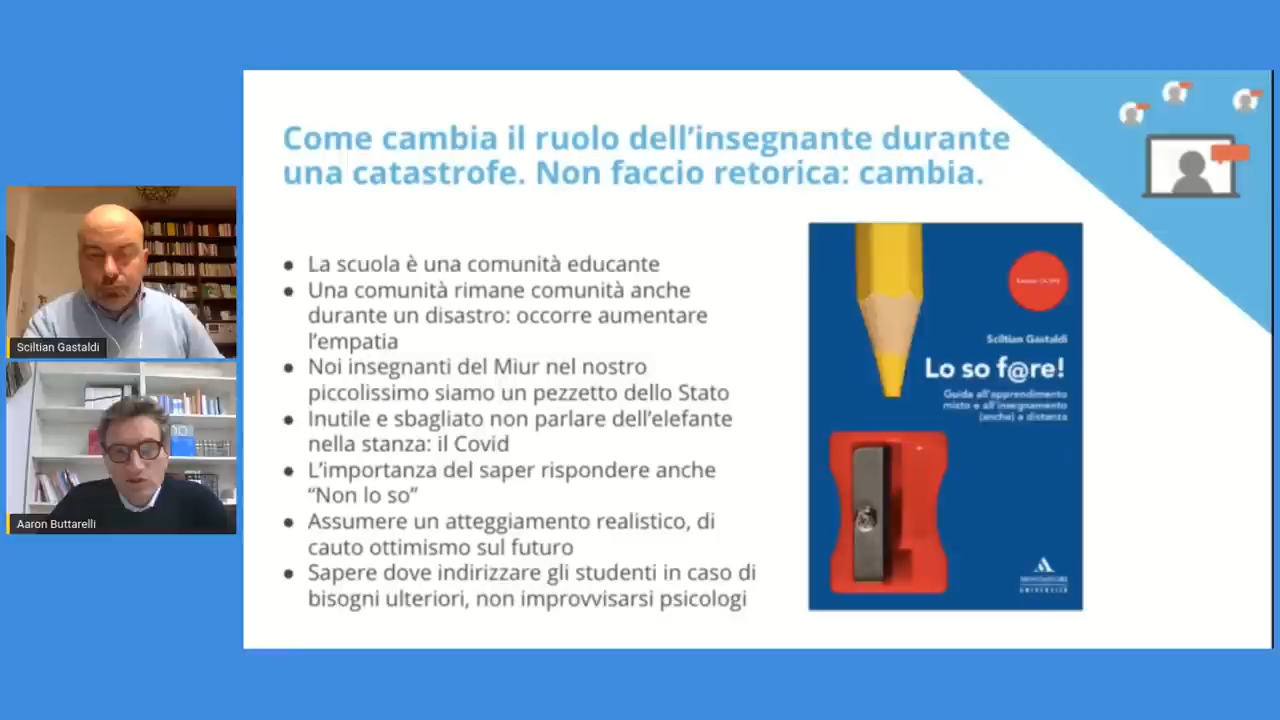 Come cambia il ruolo dell'insegnante durante
una catastrofe. Non faccio retorica: cambia.
● La scuola è una comunità educante
● Una comunità rimane comunità anche
durante un disastro: occorre aumentare
l'empatia
● Noi insegnanti del Miur nel nostro
piccolissimo siamo un pezzetto dello Stato
● Inutile e sbagliato non parlare dell'elefante
nella stanza: il Covid
● L'importanza del saper rispondere anche
“Non lo so”
● Assumere un atteggiamento realistico, di
cauto ottimismo sul futuro
● Sapere dove indirizzare gli studenti in caso di
bisogni ulteriori, non improvvisarsi psicologi
Sciltian Gastaldi
Lo so f@re!
Guida all'apprendimento
misto e all'insegnamento
(anche) a distanza
MONDADORI
UNIVERSITÀ
Sciltian Gastaldi
Aaron Buttarelli